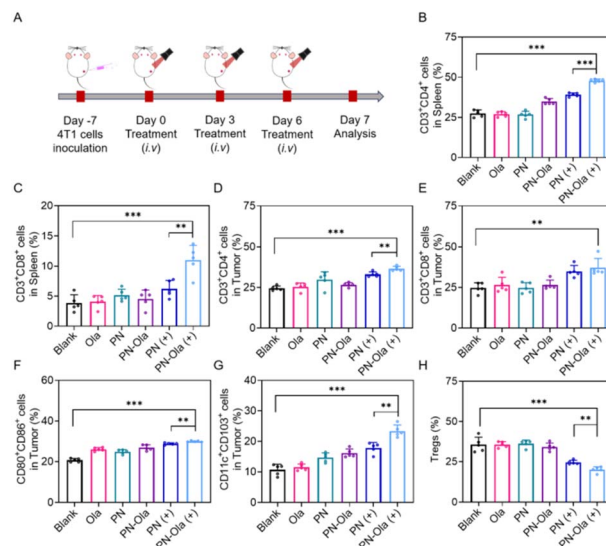 A
Day -7
4T1 cells
inoculation
Day 0
Treatment
(i.v)
Day 3
Treatment
(i.v)
Day 6
Treatment
(i.v)
Day 7
Analysis
B
CD3⁺CD4⁺ cells
in Spleen (%)
75
50
25
0
***
***
Blank
Ola
PN
PN-Ola
PN (+)
PN-Ola (+)
C
CD3⁺CD8⁺ cells
in Spleen (%)
20
15
10
5
0
***
**
Blank
Ola
PN
PN-Ola
PN (+)
PN-Ola (+)
D
CD3⁺CD4⁺ cells
in Tumor (%)
75
50
25
0
***
**
Blank
Ola
PN
PN-Ola
PN (+)
PN-Ola (+)
E
CD3⁺CD8⁺ cells
in Tumor (%)
75
50
25
0
**
Blank
Ola
PN
PN-Ola
PN (+)
PN-Ola (+)
F
CD80⁺CD86⁺ cells
in Tumor (%)
60
40
20
0
***
**
Blank
Ola
PN
PN-Ola
PN (+)
PN-Ola (+)
G
CD11c⁺CD103⁺ cells
in Tumor (%)
40
30
20
10
0
***
**
Blank
Ola
PN
PN-Ola
PN (+)
PN-Ola (+)
H
Tregs (%)
75
50
25
0
***
**
Blank
Ola
PN
PN-Ola
PN (+)
PN-Ola (+)